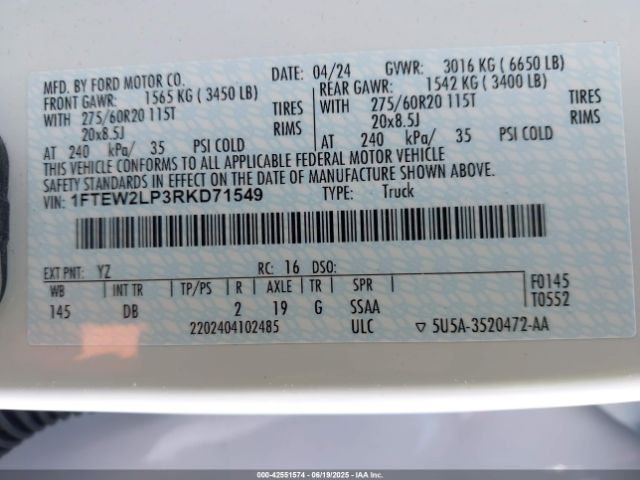 MFD. BY FORD MOTOR CO.
DATE: 04/24 GVWR: 3016 KG ( 6650 LB)
FRONT GAWR: 1565 KG ( 3450 LB) REAR GAWR: 1542 KG ( 3400 LB)
WITH 275/60R20 115T TIRES WITH 275/60R20 115T TIRES
20x8.5J RIMS 20x8.5J RIMS
AT 240 kPa/ 35 PSI COLD AT 240 kPa/ 35 PSI COLD
THIS VEHICLE CONFORMS TO ALL APPLICABLE FEDERAL MOTOR VEHICLE
SAFETY STANDARDS IN EFFECT ON THE DATE OF MANUFACTURE SHOWN ABOVE.
VIN: 1FTEW2LP3RKD71549 TYPE: Truck
EXT PNT: YZ RC: 16 DSO:
WB INT TR TP/PS R AXLE TR SPR F0145
145 DB 2 19 G SSAA T0552
2202404102485 ULC ▽ 5U5A-3520472-AA
000-42551574 | 06/19/2025 | IAA, Inc.